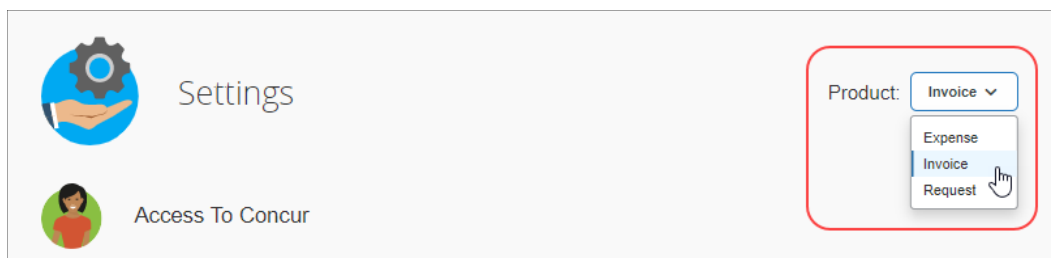 Settings
Product: Invoice
Expense
Invoice
Request
Access To Concur